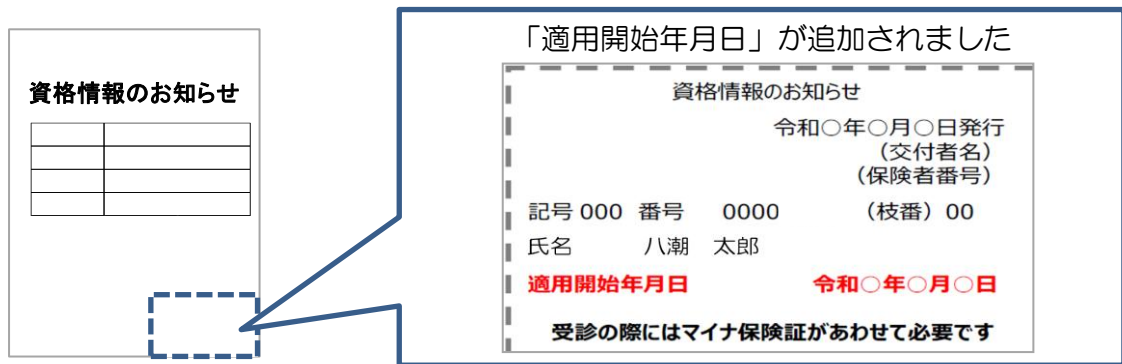 資格情報のお知らせ
「適用開始年月日」が追加されました
資格情報のお知らせ
令和○年○月○日発行
（交付者名）
（保険者番号）
記号 000 番号 0000 （枝番）00
氏名 八潮 太郎
適用開始年月日 令和○年○月○日
受診の際にはマイナ保険証があわせて必要です